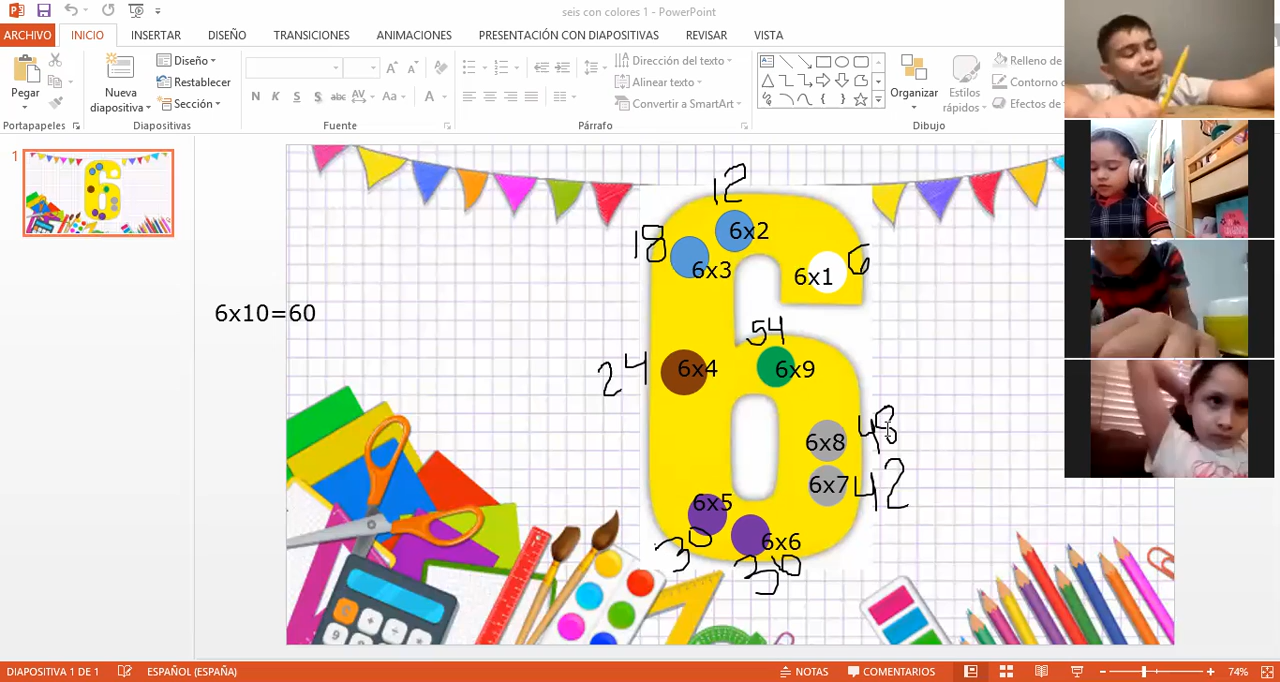 seis con colores 1 - PowerPoint
ARCHIVO INICIO INSERTAR DISEÑO TRANSICIONES ANIMACIONES PRESENTACIÓN CON DIAPOSITIVAS REVISAR VISTA
Pegar
Nueva diapositiva
Diseño
Restablecer
Sección
N K S S abc AV Aa A
Dirección del texto
Alinear texto
Convertir a SmartArt
Organizar
Estilos rápidos
Relleno de
Contorno
Efectos de
Portapapeles Diapositivas Fuente Párrafo Dibujo
1
12
18 6x2
6x3 6x1 6
6x10=60
54
24 6x4 6x9
6x8 48
6x7 42
6x5
30 6x6
DIAPOSITIVA 1 DE 1 ESPAÑOL (ESPAÑA) NOTAS COMENTARIOS 74%